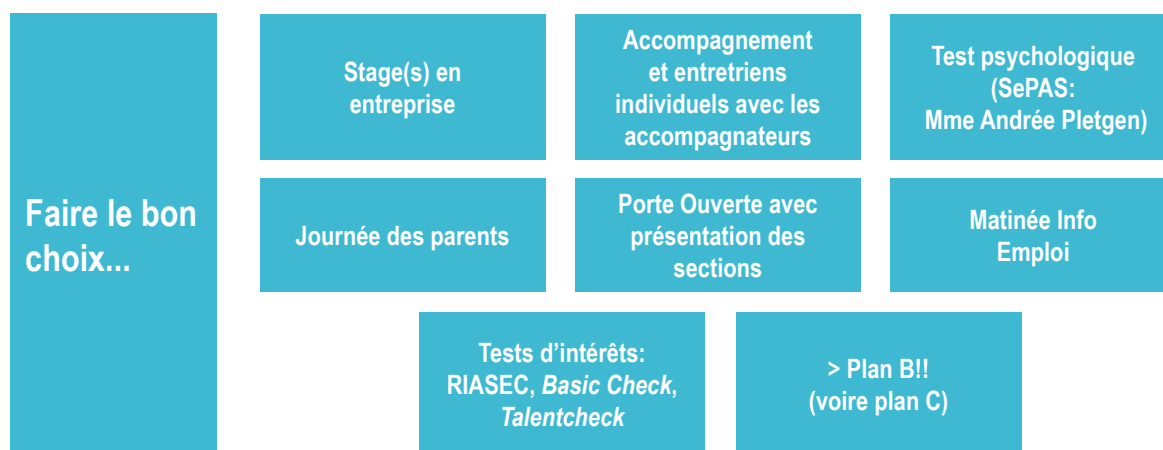 Faire le bon
choix...
Stage(s) en
entreprise
Accompagnement
et entretriens
individuels avec les
accompagnateurs
Test psychologique
(SePAS:
Mme Andrée Pletgen)
Journée des parents
Porte Ouverte avec
présentation des
sections
Matinée Info
Emploi
Tests d’intérêts:
RIASEC, Basic Check,
Talentcheck
> Plan B!!
(voire plan C)